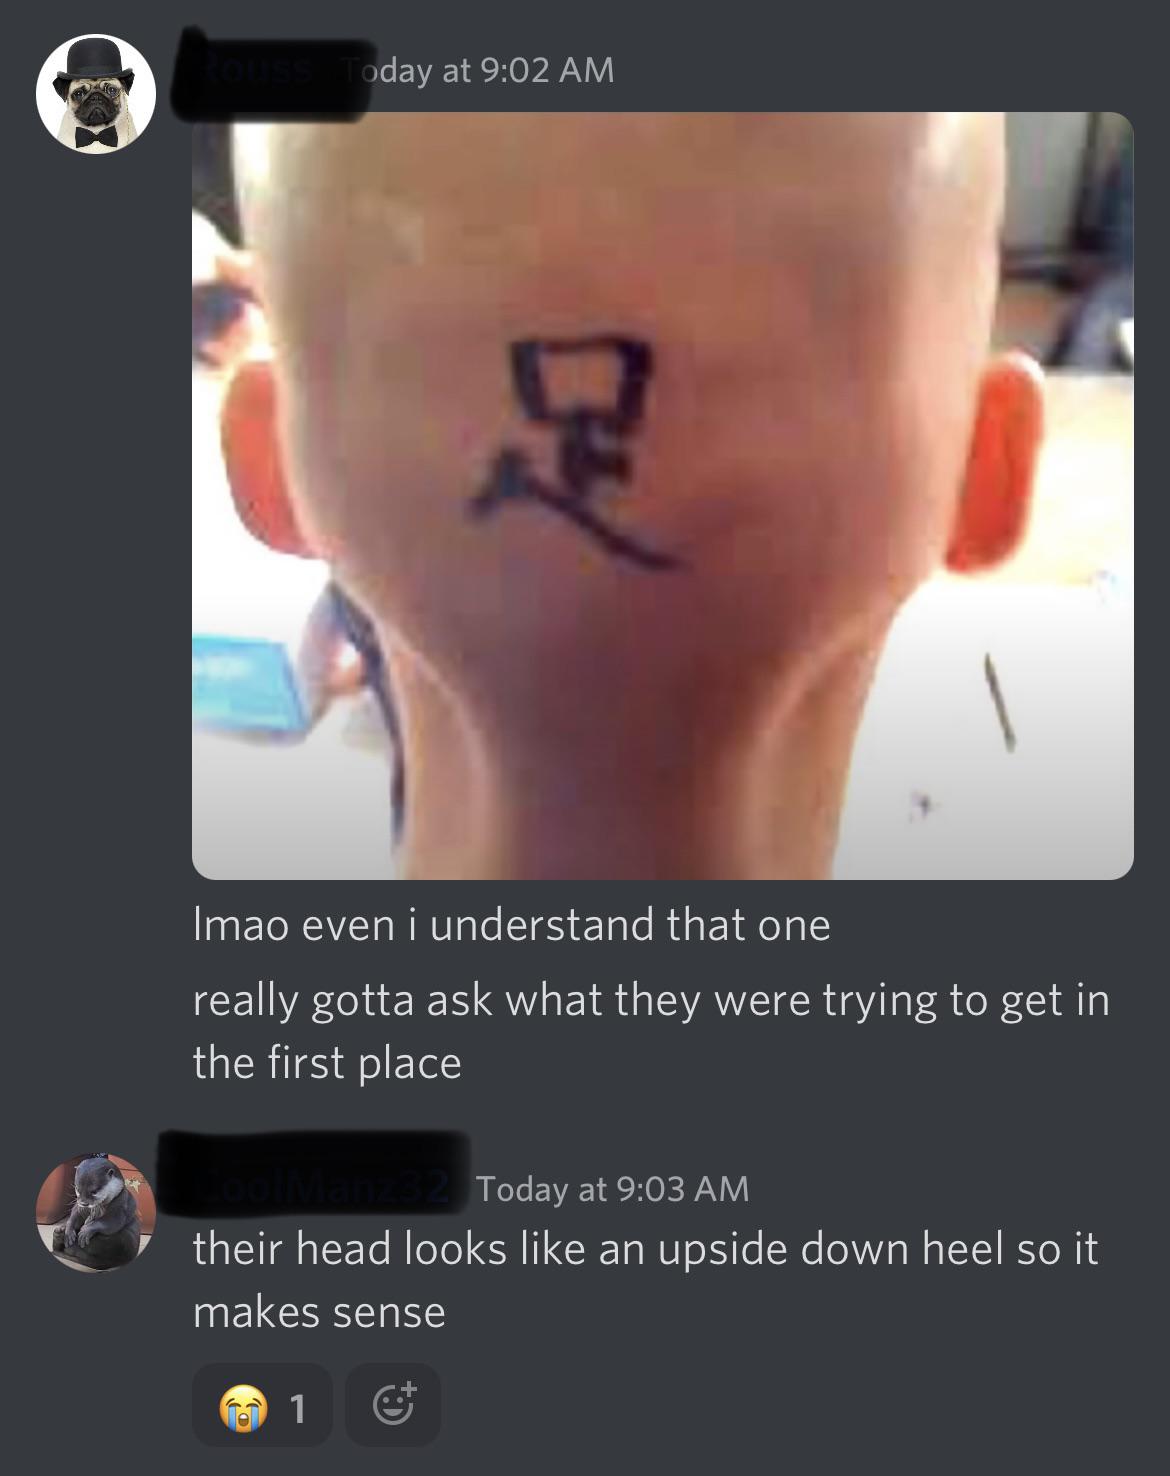 Today at 9:02 AM
足
lmao even i understand that one
really gotta ask what they were trying to get in
the first place
CoolManz32 Today at 9:03 AM
their head looks like an upside down heel so it
makes sense
1